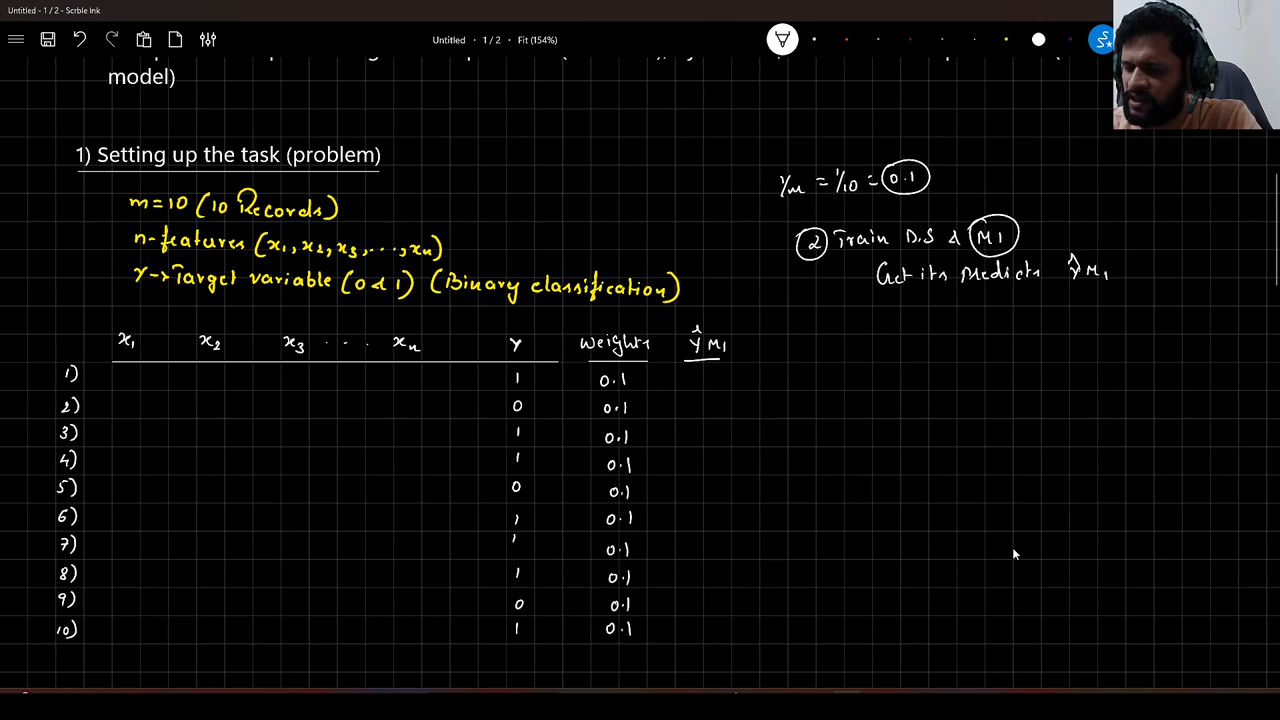 Untitled - 1 / 2 - Scrble Ink
Untitled · 1 / 2 · Fit (154%)
model)
1) Setting up the task (problem)
m=10 (10 Records)
n-features (x1, x2, x3, ..., xn)
Y→Target variable (0 & 1) (Binary classification)
1/m = 1/10 = 0.1
2 Train D.S & M1
Get its predicts ŷ M1
x1 x2 x3 ... xn Y weights ŷ M1
1) 1 0.1
2) 0 0.1
3) 1 0.1
4) 1 0.1
5) 0 0.1
6) 1 0.1
7) 1 0.1
8) 1 0.1
9) 0 0.1
10) 1 0.1